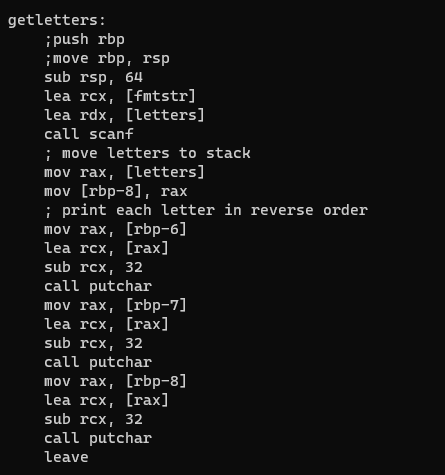 getletters:
;push rbp
;move rbp, rsp
sub rsp, 64
lea rcx, [fmtstr]
lea rdx, [letters]
call scanf
; move letters to stack
mov rax, [letters]
mov [rbp-8], rax
; print each letter in reverse order
mov rax, [rbp-6]
lea rcx, [rax]
sub rcx, 32
call putchar
mov rax, [rbp-7]
lea rcx, [rax]
sub rcx, 32
call putchar
mov rax, [rbp-8]
lea rcx, [rax]
sub rcx, 32
call putchar
leave